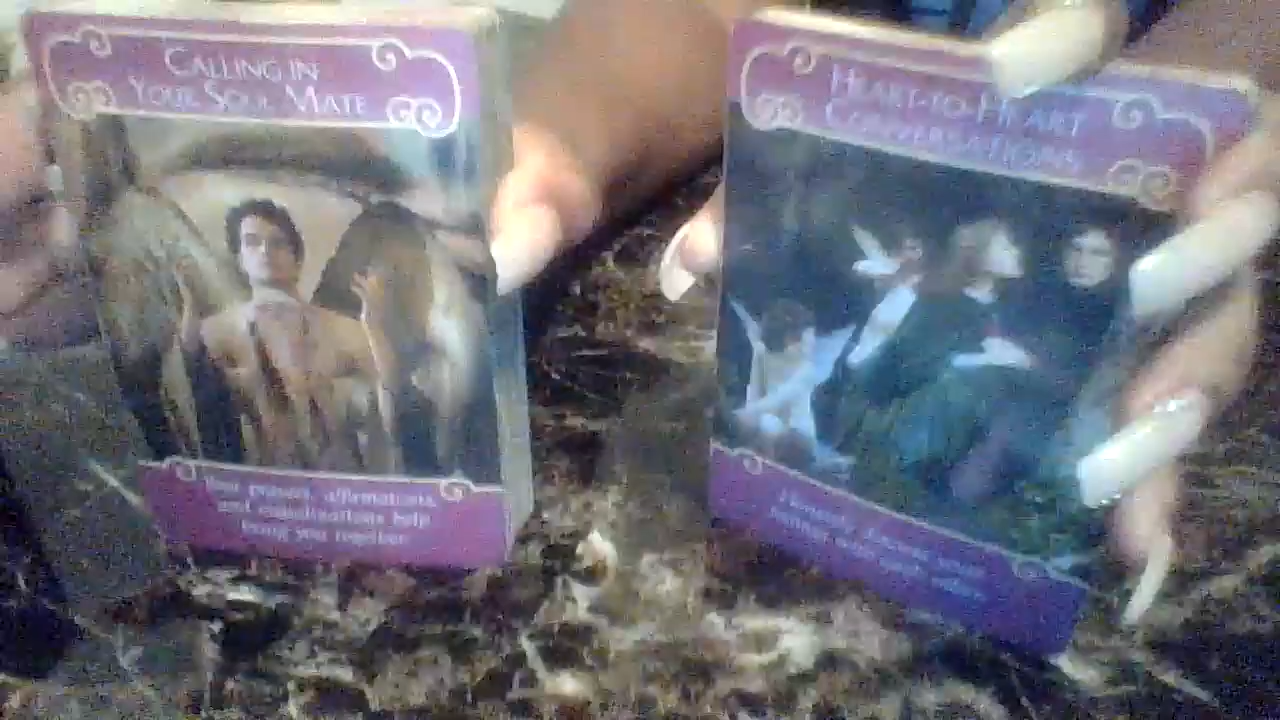 CALLING IN
YOUR SOUL MATE
Your prayers, affirmations,
and visualizations help
bring you together.
HEART-TO-HEART
CONVERSATIONS